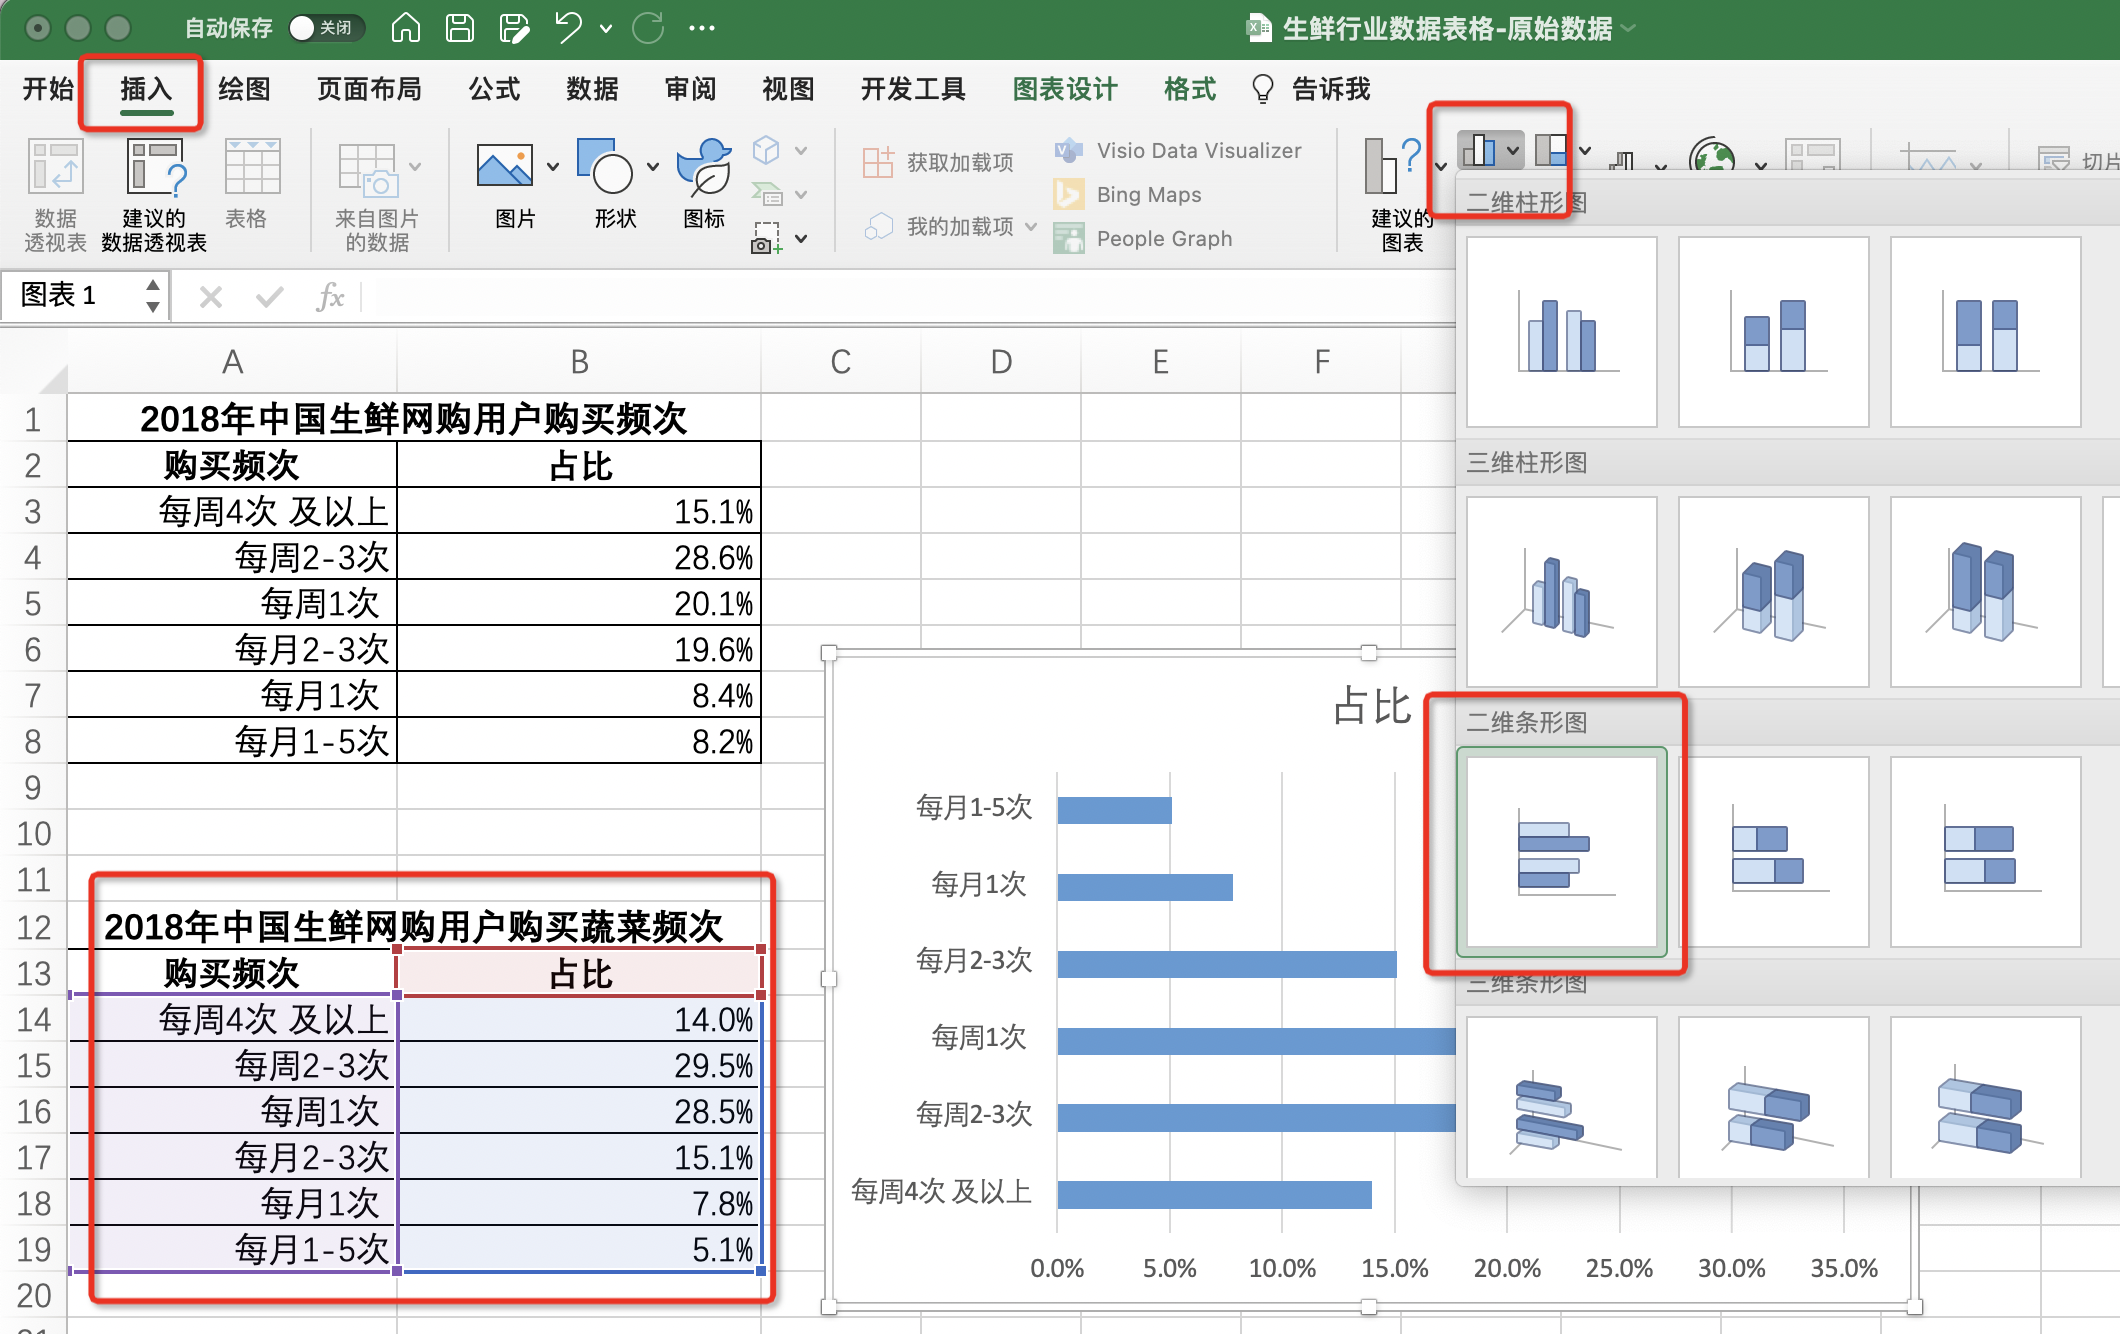 自动保存 关闭 生鲜行业数据表格-原始数据
开始 插入 绘图 页面布局 公式 数据 审阅 视图 开发工具 图表设计 格式 告诉我
数据
透视表
建议的
数据透视表
表格
来自图片
的数据
图片
形状
图标
获取加载项
我的加载项
Visio Data Visualizer
Bing Maps
People Graph
建议的
图表
切片
图表 1
fx
A B C D E F
1 2018年中国生鲜网购用户购买频次
2 购买频次 占比
3 每周4次 及以上 15.1%
4 每周2-3次 28.6%
5 每周1次 20.1%
6 每月2-3次 19.6%
7 每月1次 8.4%
8 每月1-5次 8.2%
9
10
11
12 2018年中国生鲜网购用户购买蔬菜频次
13 购买频次 占比
14 每周4次 及以上 14.0%
15 每周2-3次 29.5%
16 每周1次 28.5%
17 每月2-3次 15.1%
18 每月1次 7.8%
19 每月1-5次 5.1%
20
占比
每月1-5次
每月1次
每月2-3次
每周1次
每周2-3次
每周4次 及以上
0.0% 5.0% 10.0% 15.0% 20.0% 25.0% 30.0% 35.0%
二维柱形图
三维柱形图
二维条形图
三维条形图